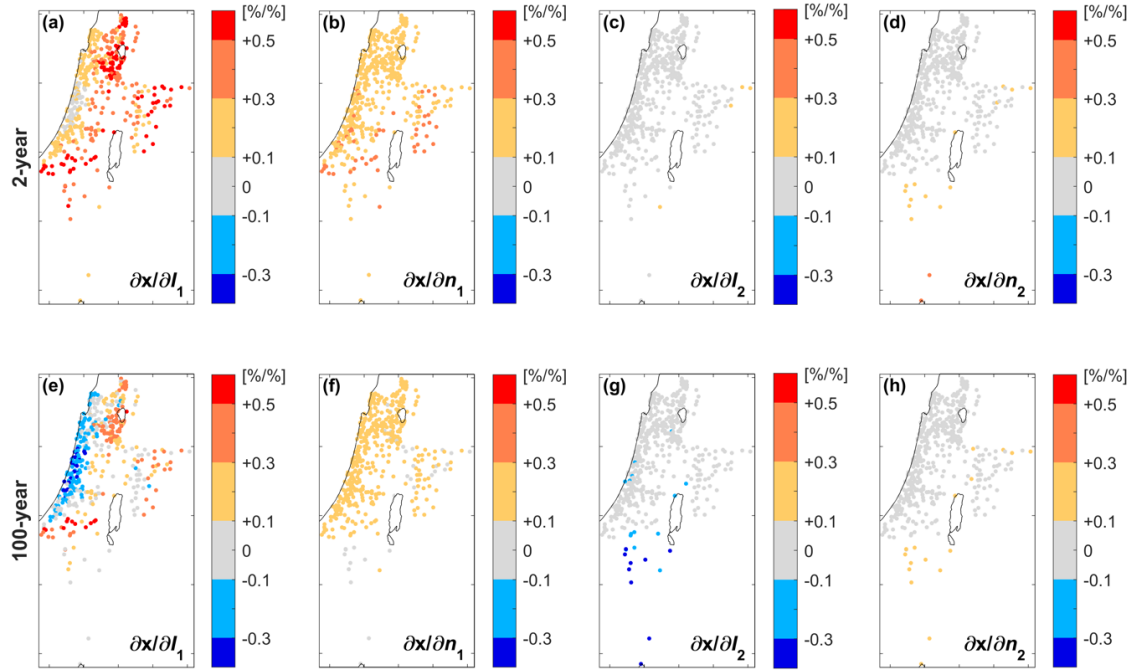 (a) [%/%] (b) [%/%] (c) [%/%] (d) [%/%]
+0.5 +0.5 +0.5 +0.5
+0.3 +0.3 +0.3 +0.3
2-year
+0.1 +0.1 +0.1 +0.1
0 0 0 0
-0.1 -0.1 -0.1 -0.1
-0.3 -0.3 -0.3 -0.3
∂x/∂l₁ ∂x/∂n₁ ∂x/∂l₂ ∂x/∂n₂
(e) [%/%] (f) [%/%] (g) [%/%] (h) [%/%]
+0.5 +0.5 +0.5 +0.5
+0.3 +0.3 +0.3 +0.3
100-year
+0.1 +0.1 +0.1 +0.1
0 0 0 0
-0.1 -0.1 -0.1 -0.1
-0.3 -0.3 -0.3 -0.3
∂x/∂l₁ ∂x/∂n₁ ∂x/∂l₂ ∂x/∂n₂